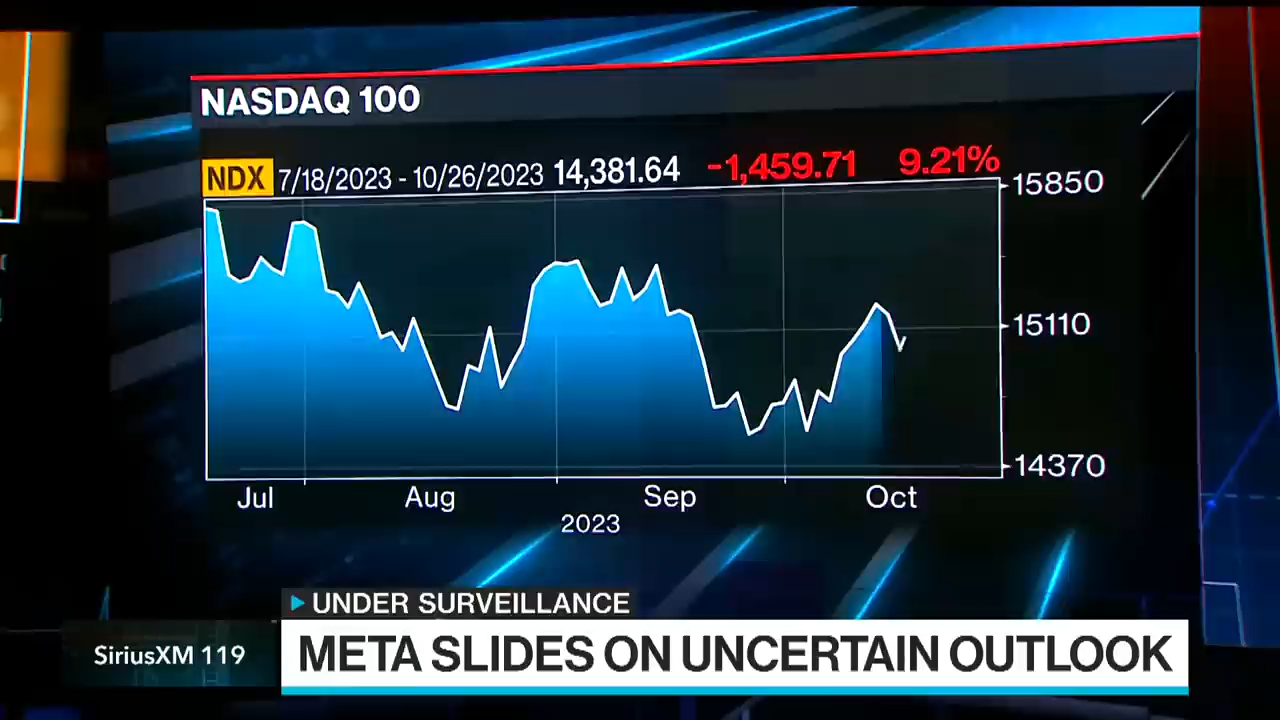 NASDAQ 100
NDX 7/18/2023 - 10/26/2023 14,381.64 -1,459.71 9.21%
15850
15110
14370
Jul Aug Sep Oct
2023
UNDER SURVEILLANCE
SiriusXM 119
META SLIDES ON UNCERTAIN OUTLOOK